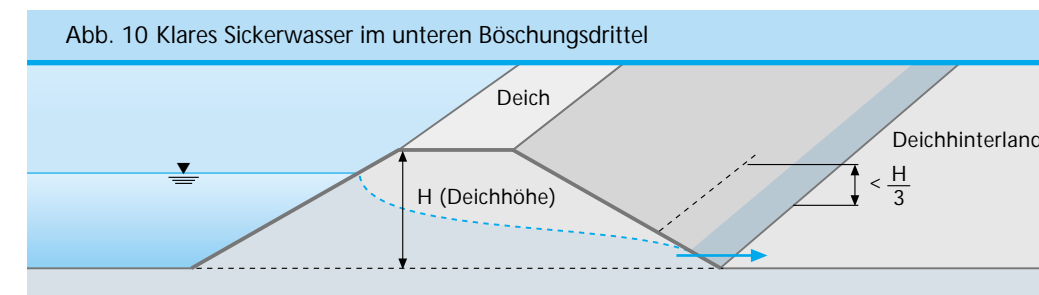 Abb. 10 Klares Sickerwasser im unteren Böschungsdrittel
Deich
Deichhinterland
H (Deichhöhe)
< H
3